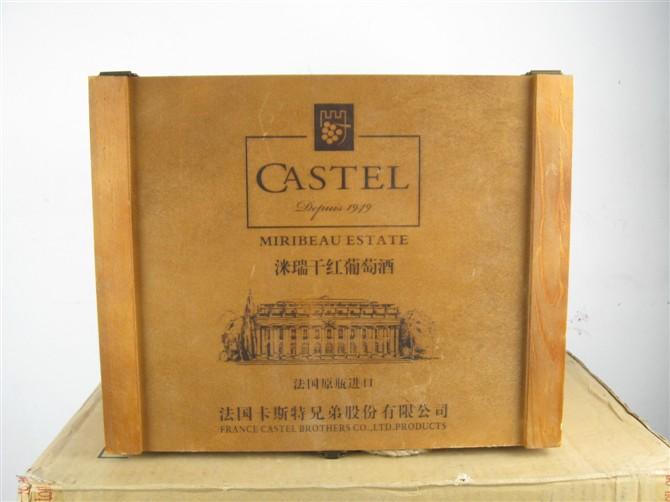 CASTEL
Depuis 1949
MIRIBEAU ESTATE
洣瑞干红葡萄酒
法国原瓶进口
法国卡斯特兄弟股份有限公司
FRANCE CASTEL BROTHERS CO.,LTD.PRODUCTS